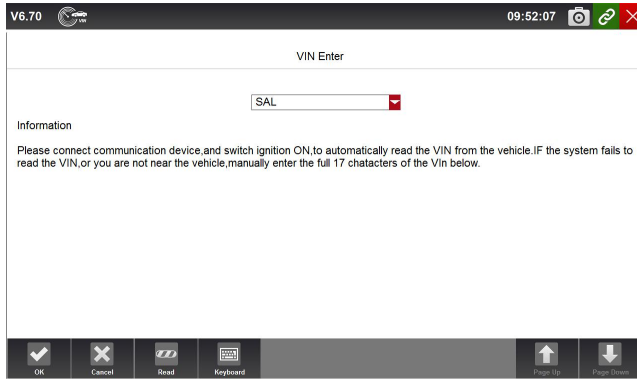 V6.70
VIN
09:52:07
VIN Enter
SAL
Information
Please connect communication device,and switch ignition ON,to automatically read the VIN from the vehicle.IF the system fails to
read the VIN,or you are not near the vehicle,manually enter the full 17 chatacters of the VIn below.
OK Cancel Read Keyboard Page Up Page Down